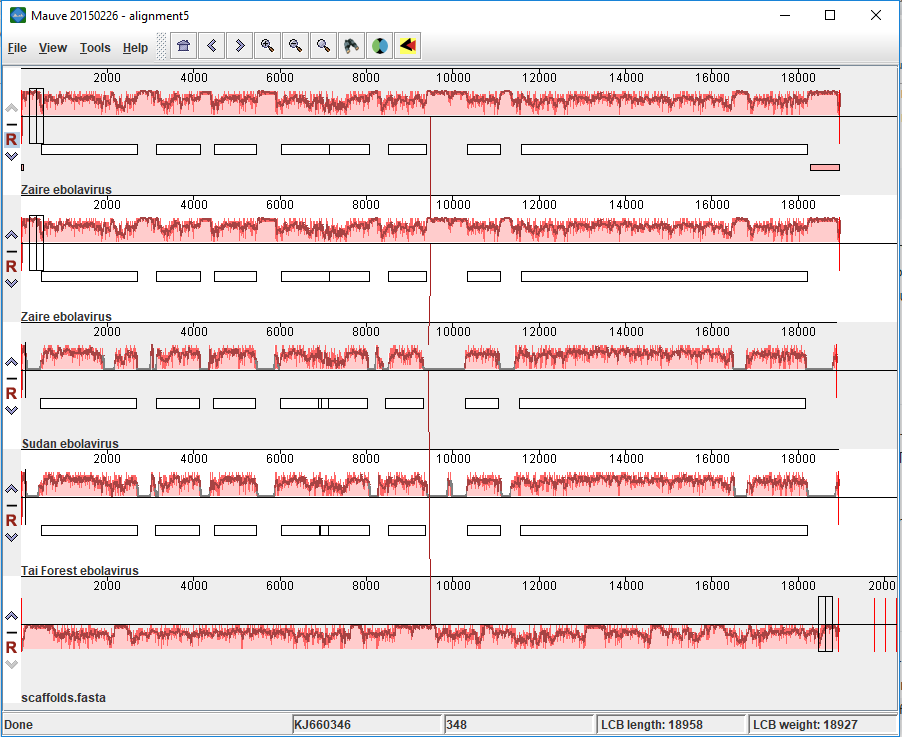 Mauve 20150226 - alignment5
File View Tools Help
2000 4000 6000 8000 10000 12000 14000 16000 18000
R
Zaire ebolavirus
2000 4000 6000 8000 10000 12000 14000 16000 18000
R
Zaire ebolavirus
2000 4000 6000 8000 10000 12000 14000 16000 18000
R
Sudan ebolavirus
2000 4000 6000 8000 10000 12000 14000 16000 18000
R
Tai Forest ebolavirus
2000 4000 6000 8000 10000 12000 14000 16000 18000 2000
R
scaffolds.fasta
Done KJ660346 348 LCB length: 18958 LCB weight: 18927